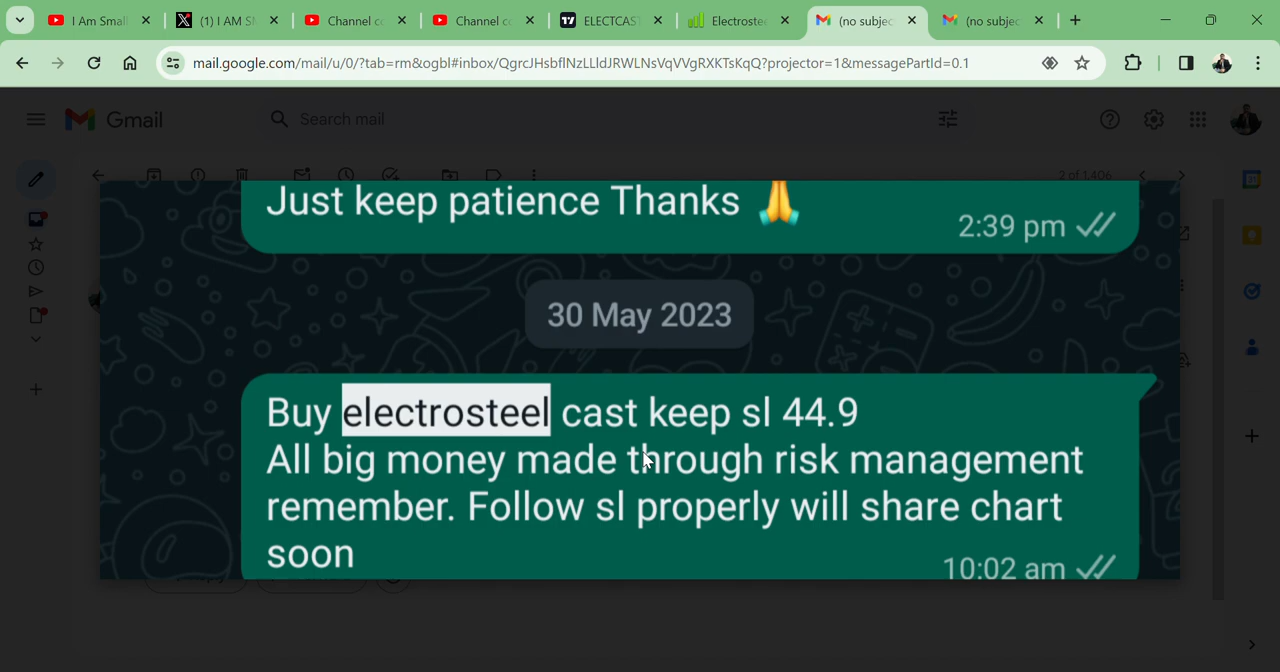 I Am Small
(1) I AM SM
Channel co
Channel co
ELECTCAS
Electrostee
(no subjec
(no subjec
mail.google.com/mail/u/0/?tab=rm&ogbl#inbox/QgrcJHsbflNzLLldJRWLNsVqVVgRXKTsKqQ?projector=1&messagePartId=0.1
Gmail
Search mail
2 of 1,406
Just keep patience Thanks 🙏
2:39 pm
30 May 2023
Buy electrosteel cast keep sl 44.9
All big money made through risk management
remember. Follow sl properly will share chart
soon
10:02 am